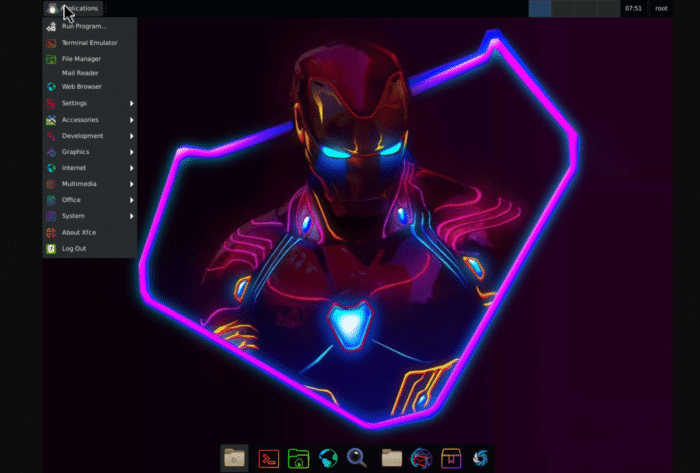 Applications
07:51
root
Run Program...
Terminal Emulator
File Manager
Mail Reader
Web Browser
Settings
Accessories
Development
Graphics
Internet
Multimedia
Office
System
About Xfce
Log Out